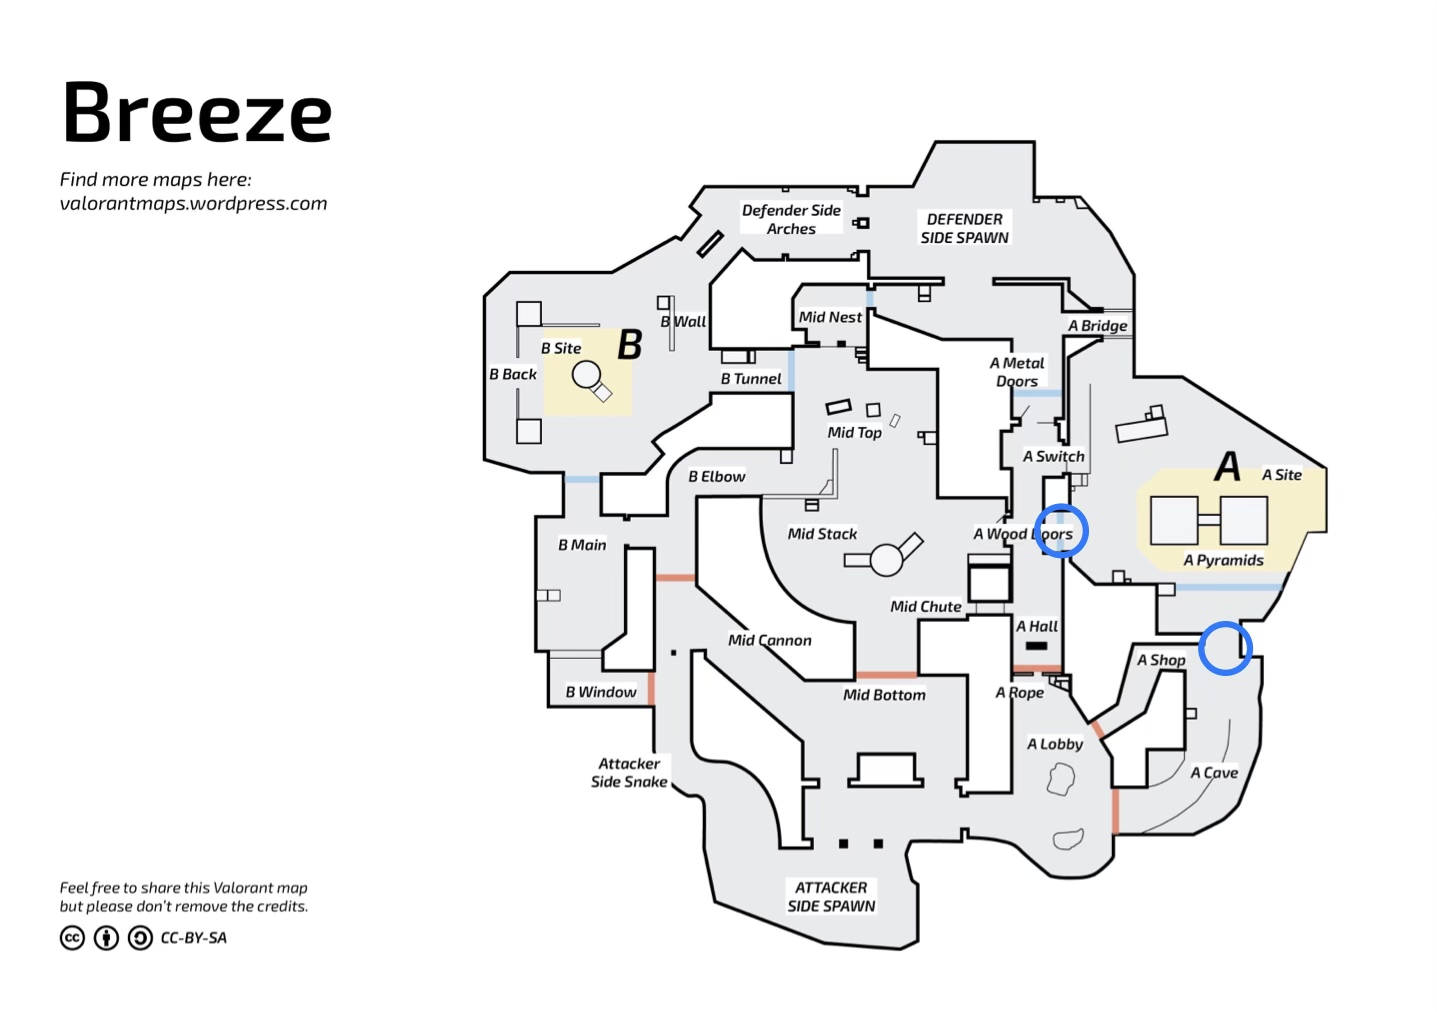 Breeze
Find more maps here:
valorantmaps.wordpress.com
Defender Side
Arches
DEFENDER
SIDE SPAWN
Mid Nest
B Wall
A Bridge
B
B Site
B Back
B Tunnel
A Metal
Doors
Mid Top
A Switch
A
A Site
B Elbow
Mid Stack
A Wood Doors
B Main
A Pyramids
Mid Chute
A Hall
Mid Cannon
A Shop
B Window
Mid Bottom
A Rope
A Lobby
Attacker
Side Snake
A Cave
ATTACKER
SIDE SPAWN
Feel free to share this Valorant map
but please don't remove the credits.
cc CC-BY-SA